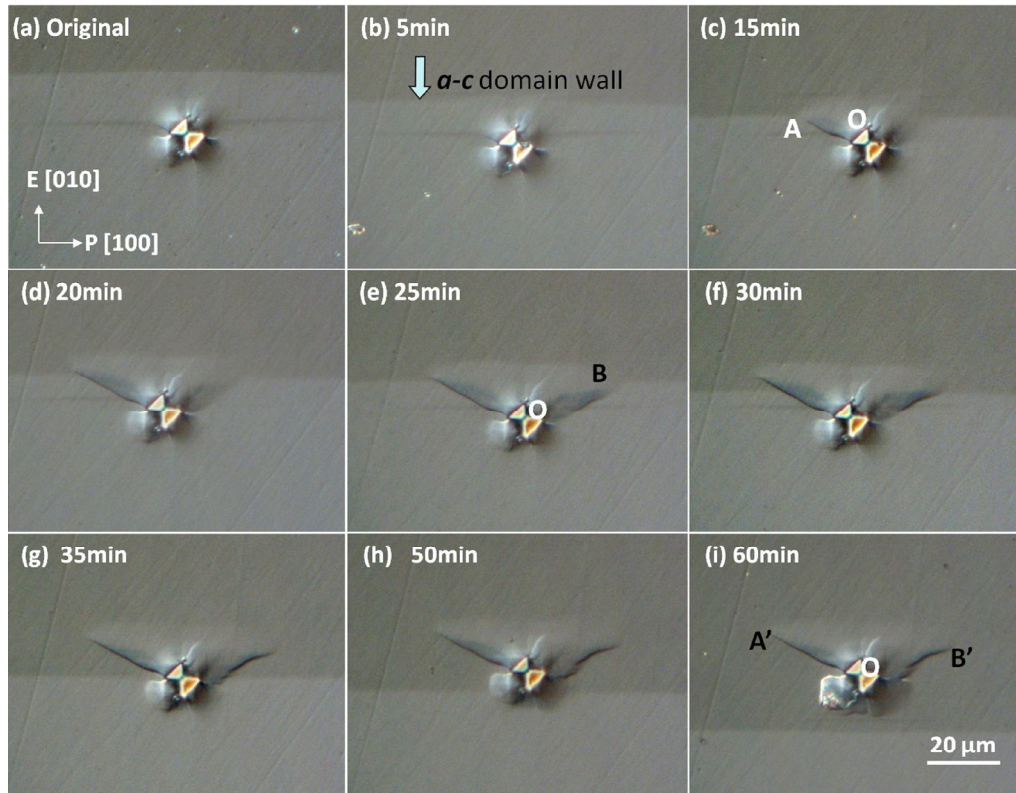 (a) Original
(b) 5min
(c) 15min
a-c domain wall
A
O
E [010]
P [100]
(d) 20min
(e) 25min
(f) 30min
B
O
(g) 35min
(h) 50min
(i) 60min
A’
O
B’
20 μm